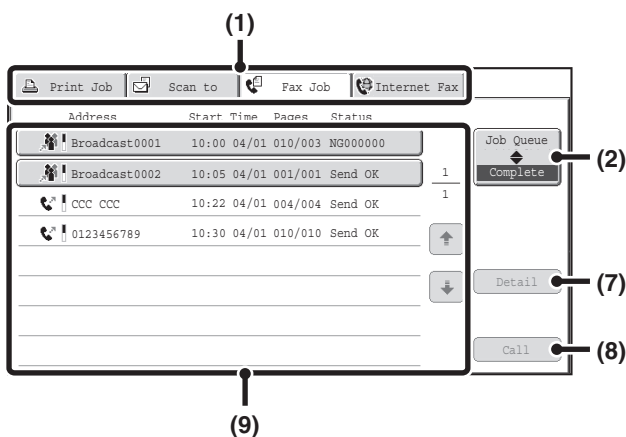 (1)
Print Job Scan to Fax Job Internet Fax
Address Start Time Pages Status
Broadcast0001 10:00 04/01 010/003 NG000000
Broadcast0002 10:05 04/01 001/001 Send OK
CCC CCC 10:22 04/01 004/004 Send OK
0123456789 10:30 04/01 010/010 Send OK
1
1
Job Queue
Complete
(2)
Detail
(7)
Call
(8)
(9)